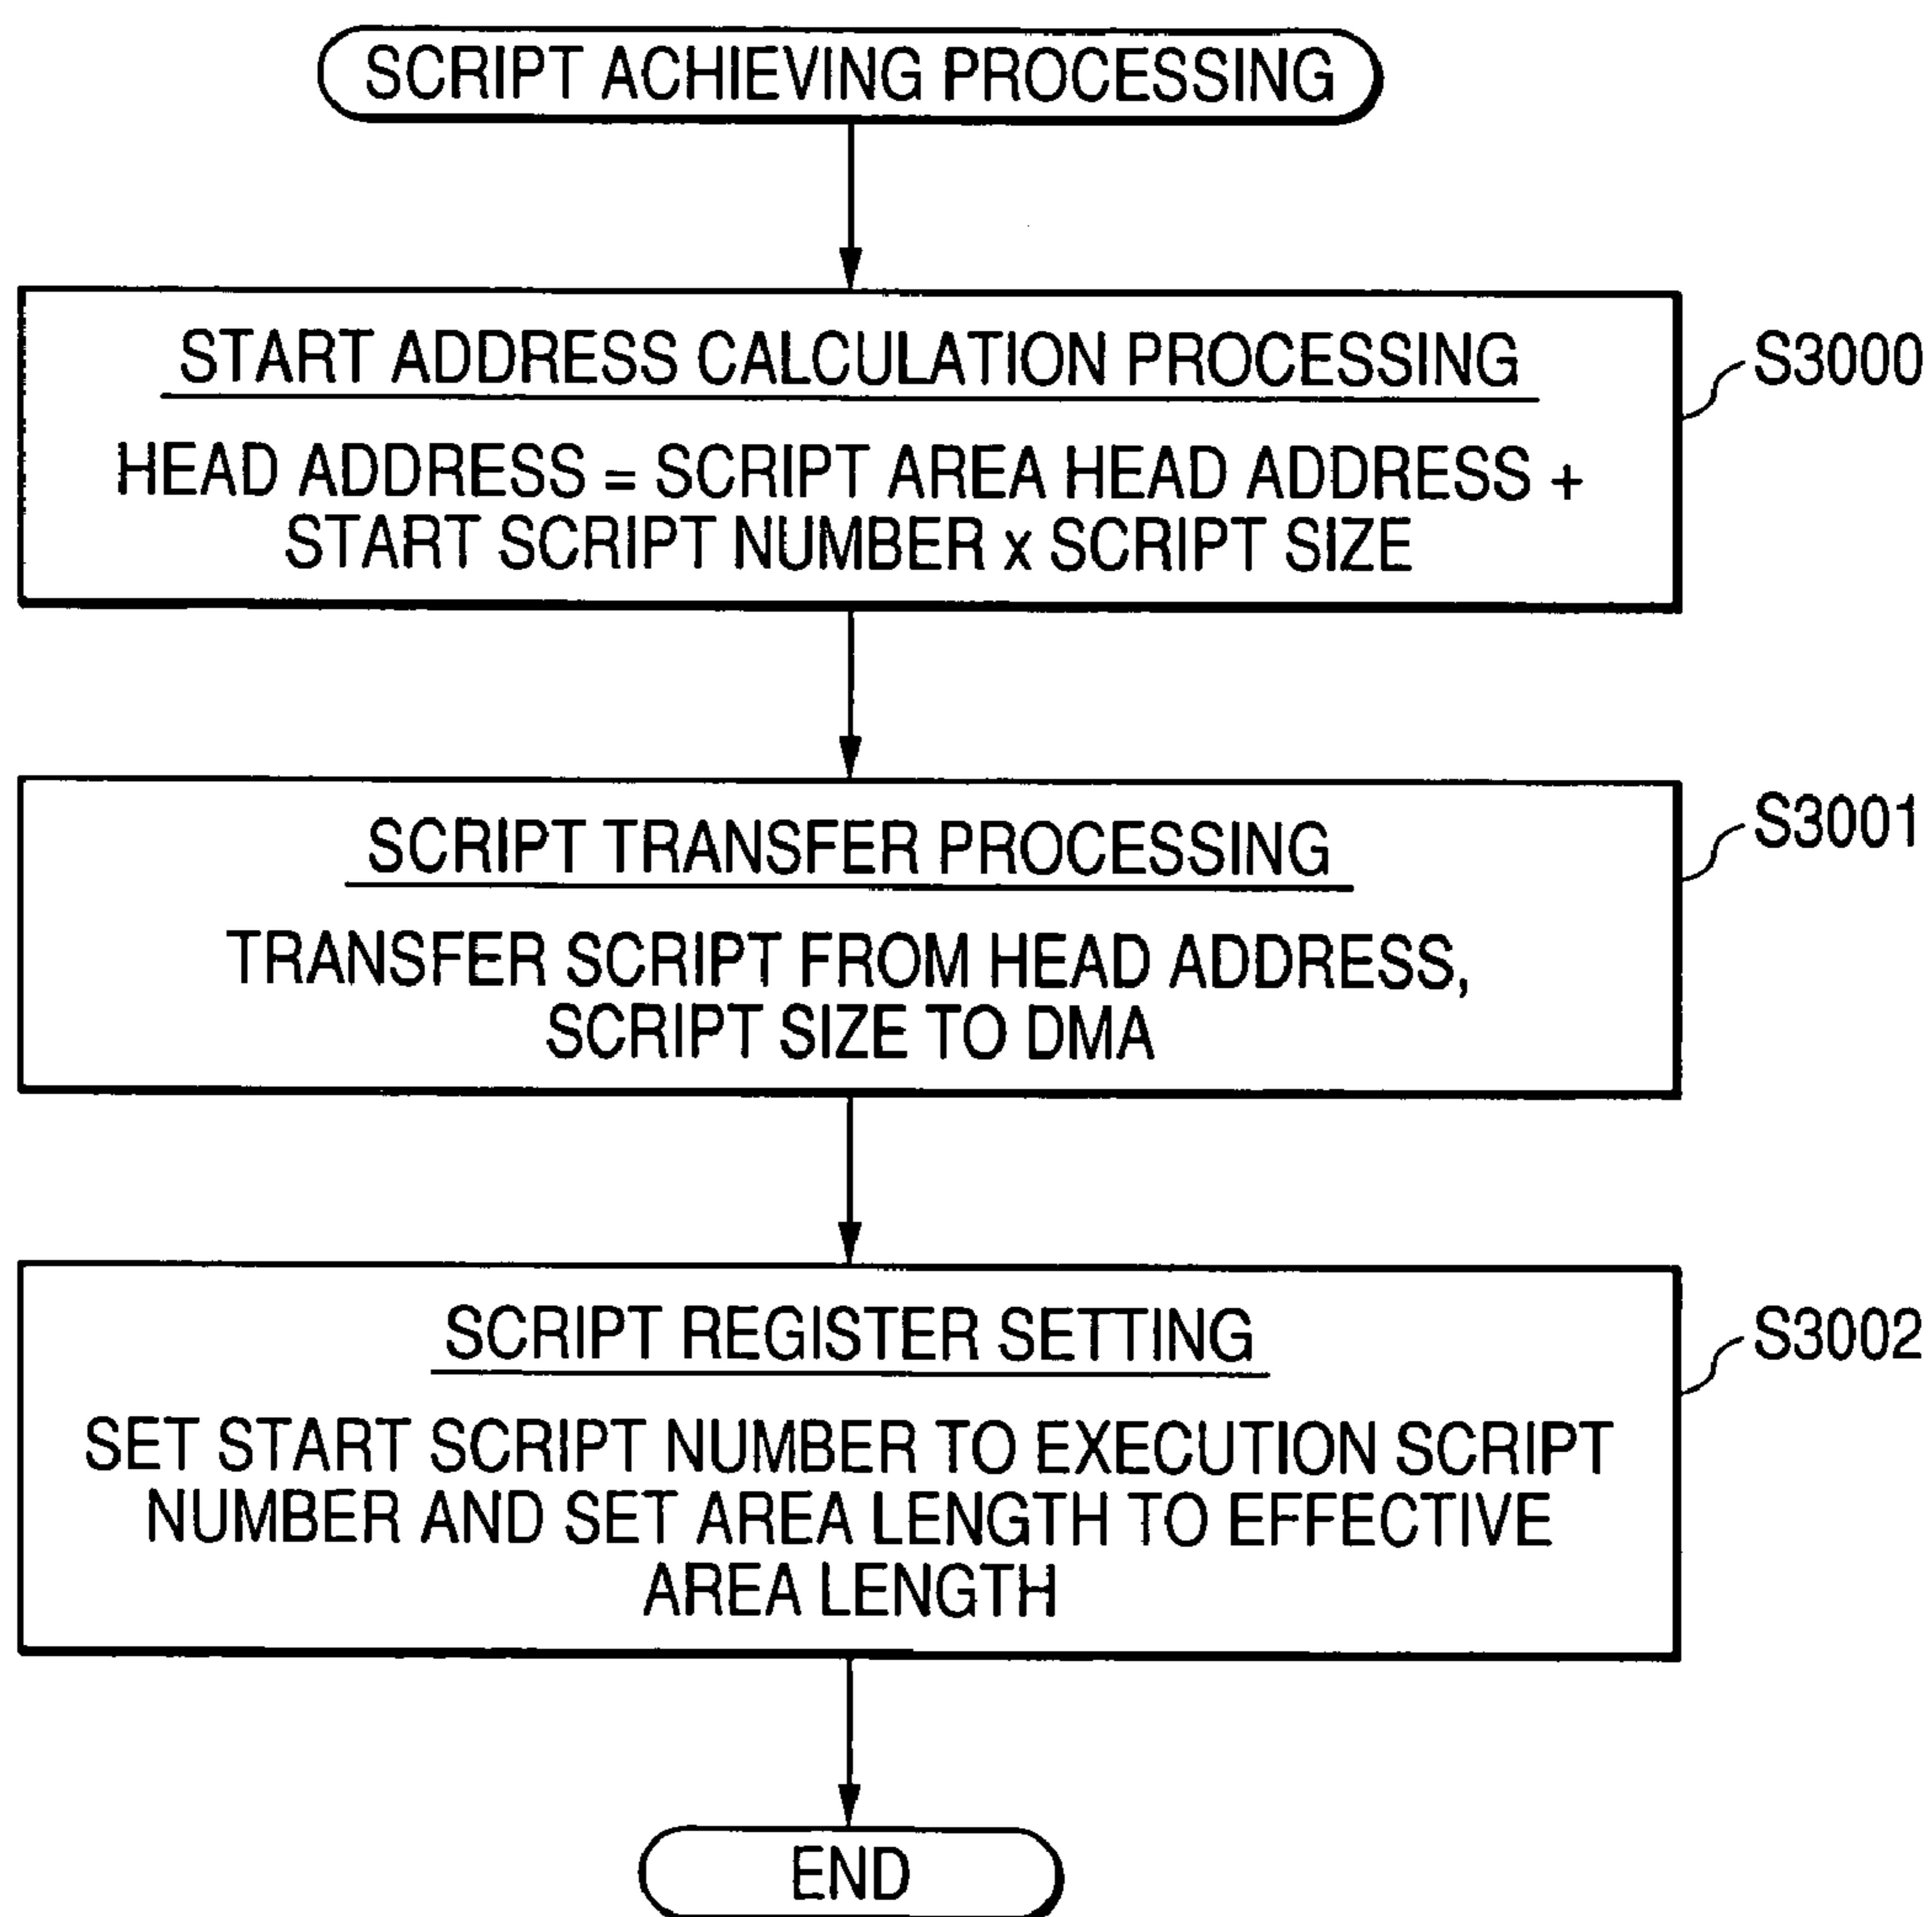 SCRIPT ACHIEVING PROCESSING
START ADDRESS CALCULATION PROCESSING
S3000
HEAD ADDRESS = SCRIPT AREA HEAD ADDRESS +
START SCRIPT NUMBER x SCRIPT SIZE
SCRIPT TRANSFER PROCESSING
S3001
TRANSFER SCRIPT FROM HEAD ADDRESS,
SCRIPT SIZE TO DMA
SCRIPT REGISTER SETTING
S3002
SET START SCRIPT NUMBER TO EXECUTION SCRIPT
NUMBER AND SET AREA LENGTH TO EFFECTIVE
AREA LENGTH
END